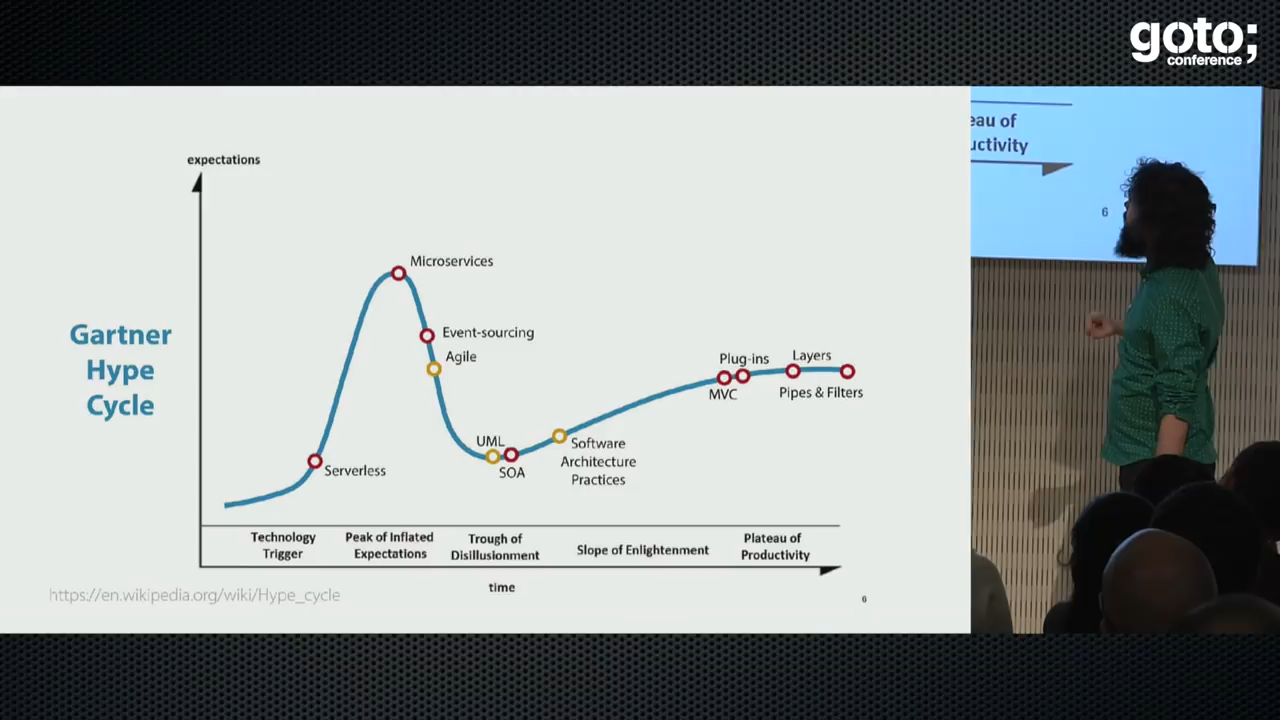 goto;
conference
expectations
Microservices
Event-sourcing
Agile
Gartner
Hype
Cycle
Plug-ins
Layers
MVC
Pipes & Filters
UML
SOA
Software
Architecture
Practices
Serverless
Technology
Trigger
Peak of Inflated
Expectations
Trough of
Disillusionment
Slope of Enlightenment
Plateau of
Productivity
time
https://en.wikipedia.org/wiki/Hype_cycle
6
eau of
uctivity
6